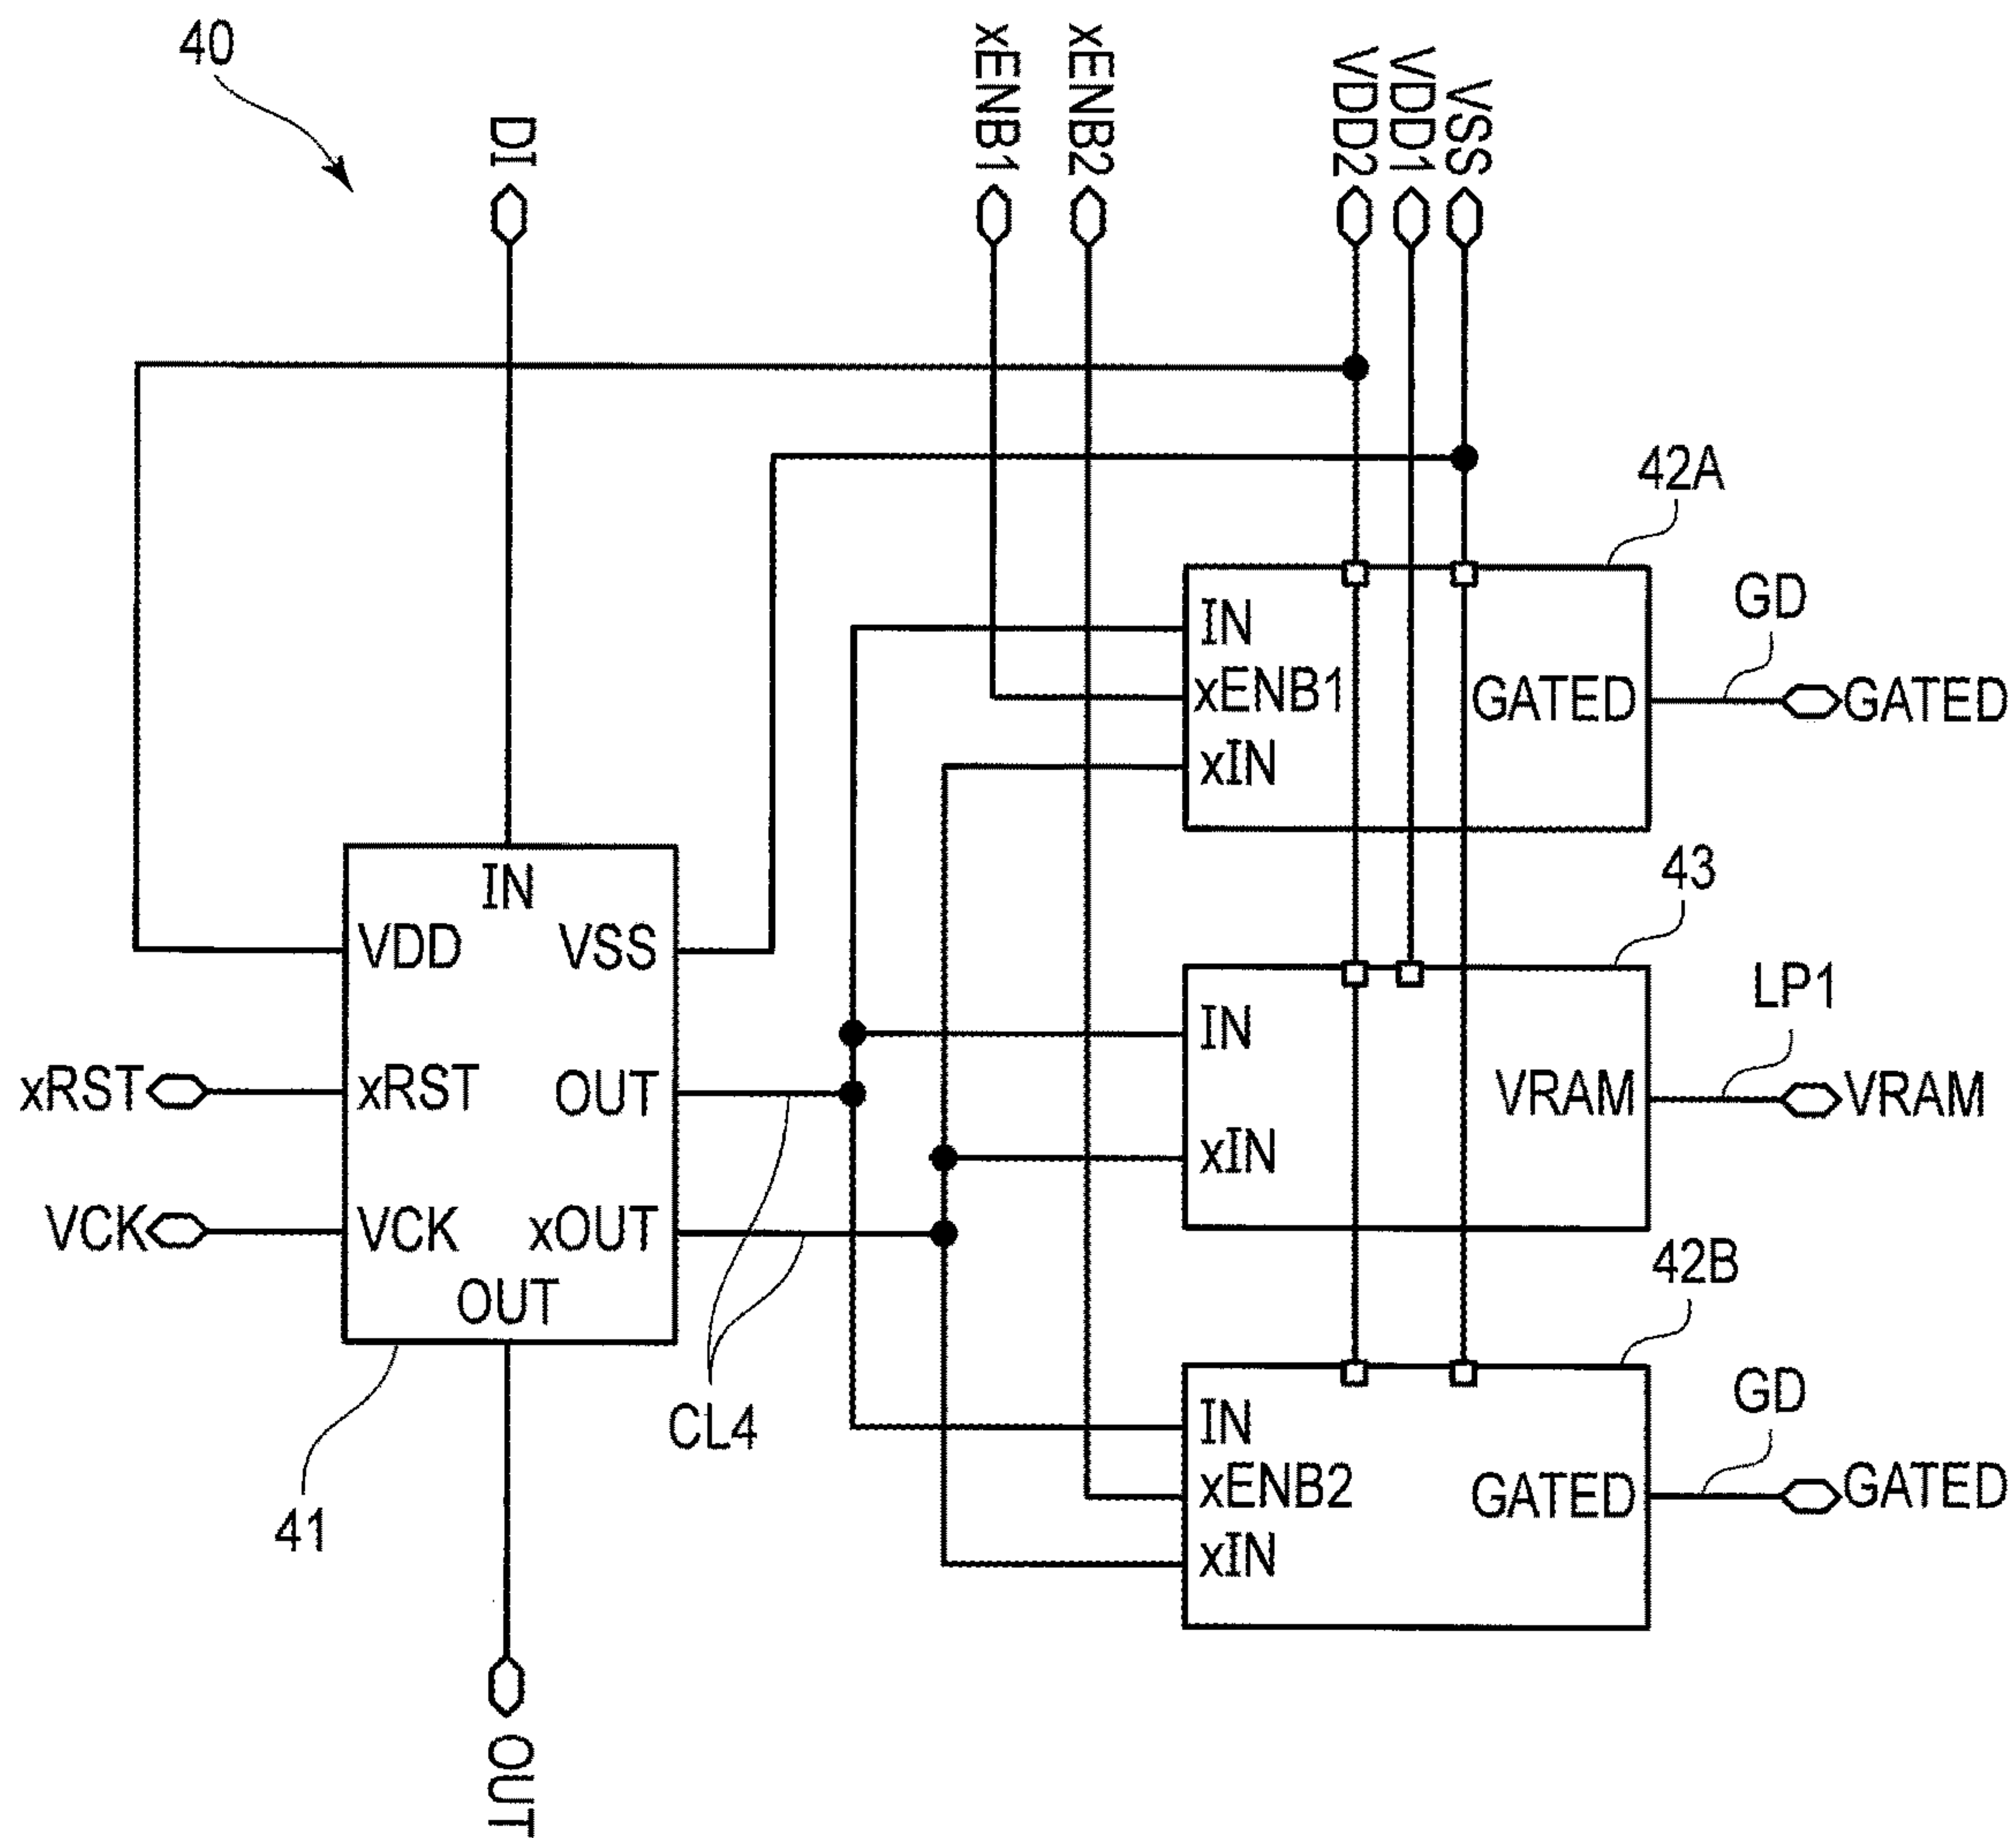 40
DI
xENB1
xENB2
VDD2
VDD1
VSS
42A
IN
xENB1
xIN
GATED
GD
GATED
43
IN
xIN
VRAM
LP1
VRAM
IN
VDD
VSS
xRST
xRST
OUT
VCK
VCK
xOUT
OUT
CL4
41
42B
IN
xENB2
xIN
GATED
GD
GATED
OUT